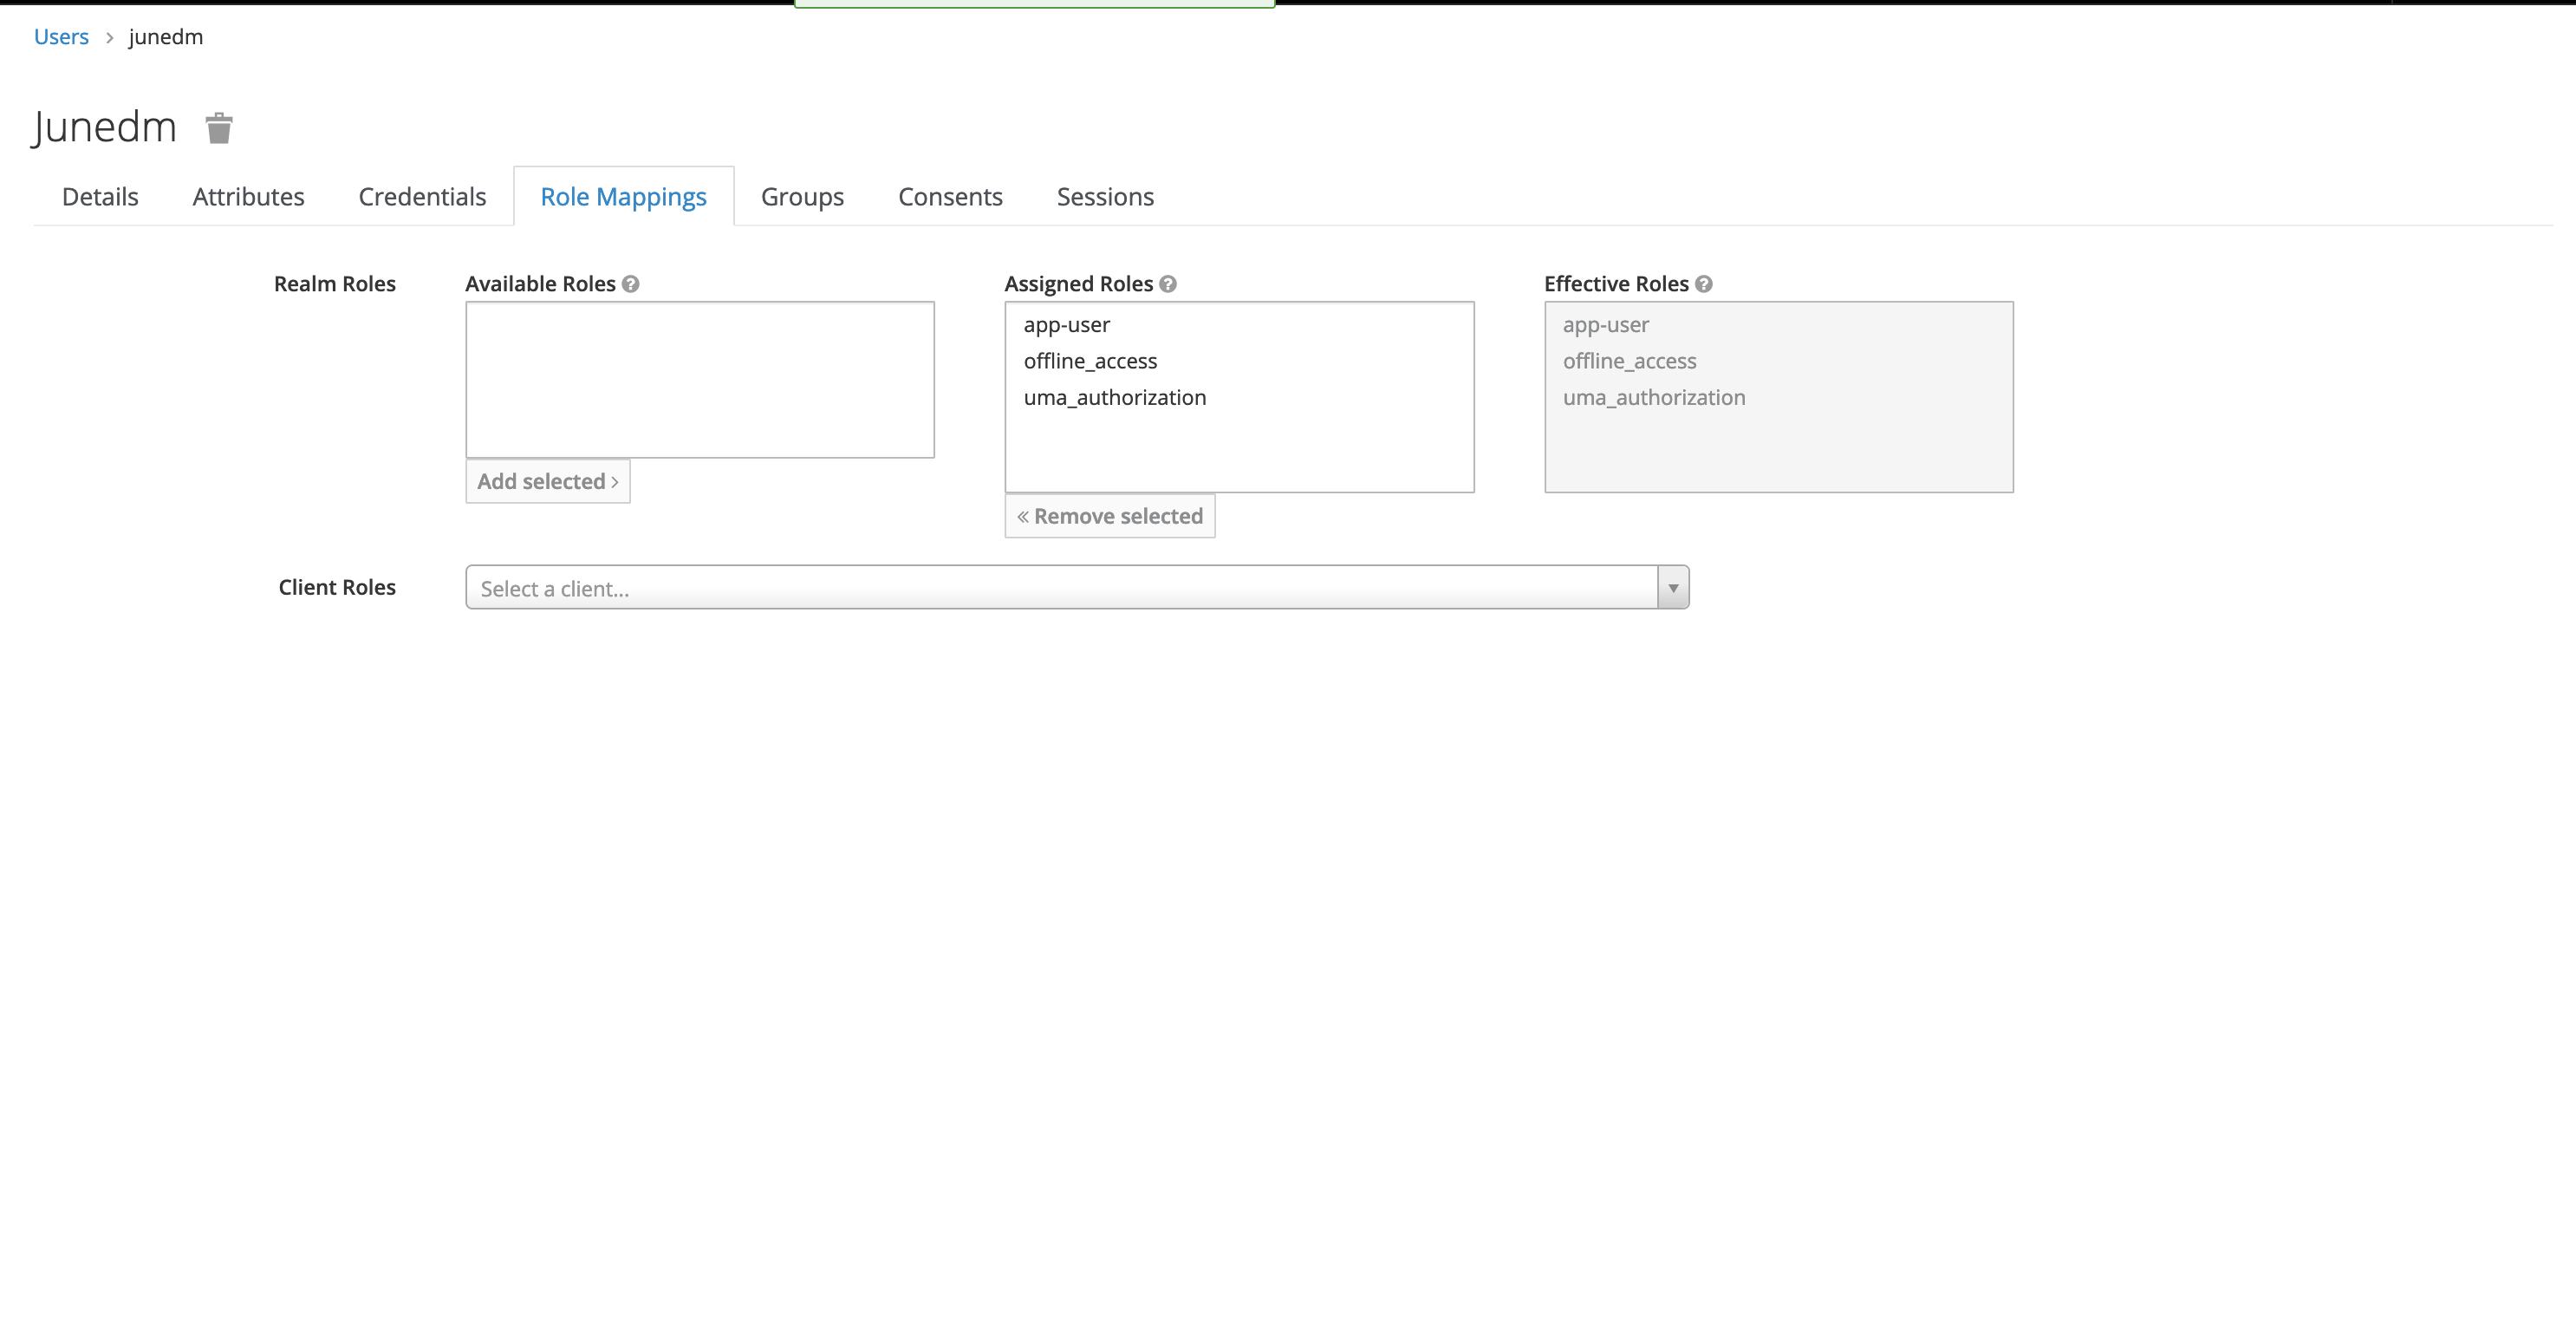 Users > junedm
Junedm
Details Attributes Credentials Role Mappings Groups Consents Sessions
Realm Roles Available Roles Assigned Roles Effective Roles
app-user app-user
offline_access offline_access
uma_authorization uma_authorization
Add selected >
« Remove selected
Client Roles Select a client...